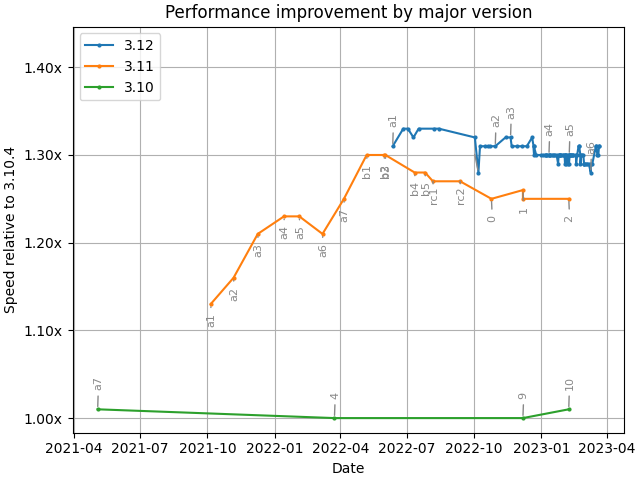 Performance improvement by major version
3.12
3.11
3.10
Speed relative to 3.10.4
1.40x
1.30x
1.20x
1.10x
1.00x
a1
a2
a3
a4
a5
a6
a1
a2
a3
a4
a5
a6
a7
b1
b3
b4
b5
rc1
rc2
0
1
2
a7
4
9
10
2021-04 2021-07 2021-10 2022-01 2022-04 2022-07 2022-10 2023-01 2023-04
Date